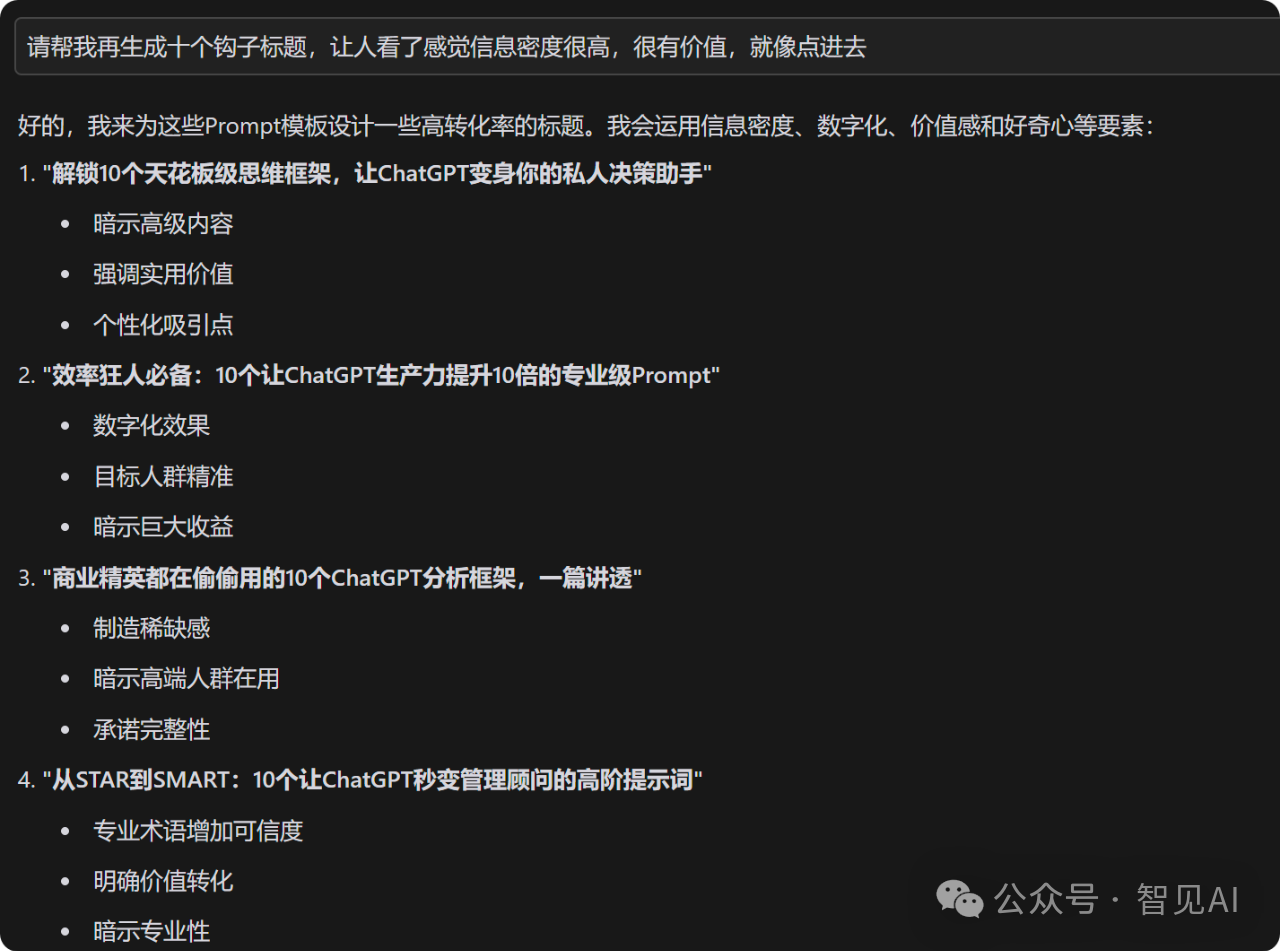 请帮我再生成十个钩子标题，让人看了感觉信息密度很高，很有价值，就像点进去
好的，我来为这些Prompt模板设计一些高转化率的标题。我会运用信息密度、数字化、价值感和好奇心等要素：
1. "解锁10个天花板级思维框架，让ChatGPT变身你的私人决策助手"
• 暗示高级内容
• 强调实用价值
• 个性化吸引点
2. "效率狂人必备：10个让ChatGPT生产力提升10倍的专业级Prompt"
• 数字化效果
• 目标人群精准
• 暗示巨大收益
3. "商业精英都在偷偷用的10个ChatGPT分析框架，一篇讲透"
• 制造稀缺感
• 暗示高端人群在用
• 承诺完整性
4. "从STAR到SMART：10个让ChatGPT秒变管理顾问的高阶提示词"
• 专业术语增加可信度
• 明确价值转化
• 暗示专业性
公众号 · 智见AI